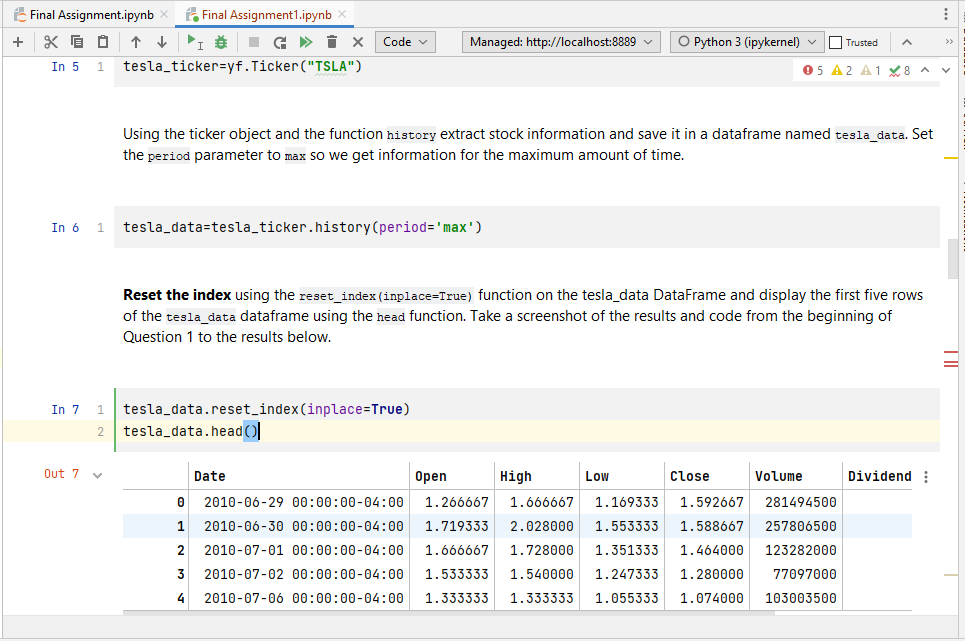 Final Assignment.ipynb × Final Assignment1.ipynb ×
Code Managed: http://localhost:8889 Python 3 (ipykernel) Trusted
In 5 1 tesla_ticker=yf.Ticker("TSLA") 5 2 1 8
Using the ticker object and the function history extract stock information and save it in a dataframe named tesla_data. Set
the period parameter to max so we get information for the maximum amount of time.
In 6 1 tesla_data=tesla_ticker.history(period='max')
Reset the index using the reset_index(inplace=True) function on the tesla_data DataFrame and display the first five rows
of the tesla_data dataframe using the head function. Take a screenshot of the results and code from the beginning of
Question 1 to the results below.
In 7 1 tesla_data.reset_index(inplace=True)
2 tesla_data.head()
Out 7 Date Open High Low Close Volume Dividend
0 2010-06-29 00:00:00-04:00 1.266667 1.666667 1.169333 1.592667 281494500
1 2010-06-30 00:00:00-04:00 1.719333 2.028000 1.553333 1.588667 257806500
2 2010-07-01 00:00:00-04:00 1.666667 1.728000 1.351333 1.464000 123282000
3 2010-07-02 00:00:00-04:00 1.533333 1.540000 1.247333 1.280000 77097000
4 2010-07-06 00:00:00-04:00 1.333333 1.333333 1.055333 1.074000 103003500